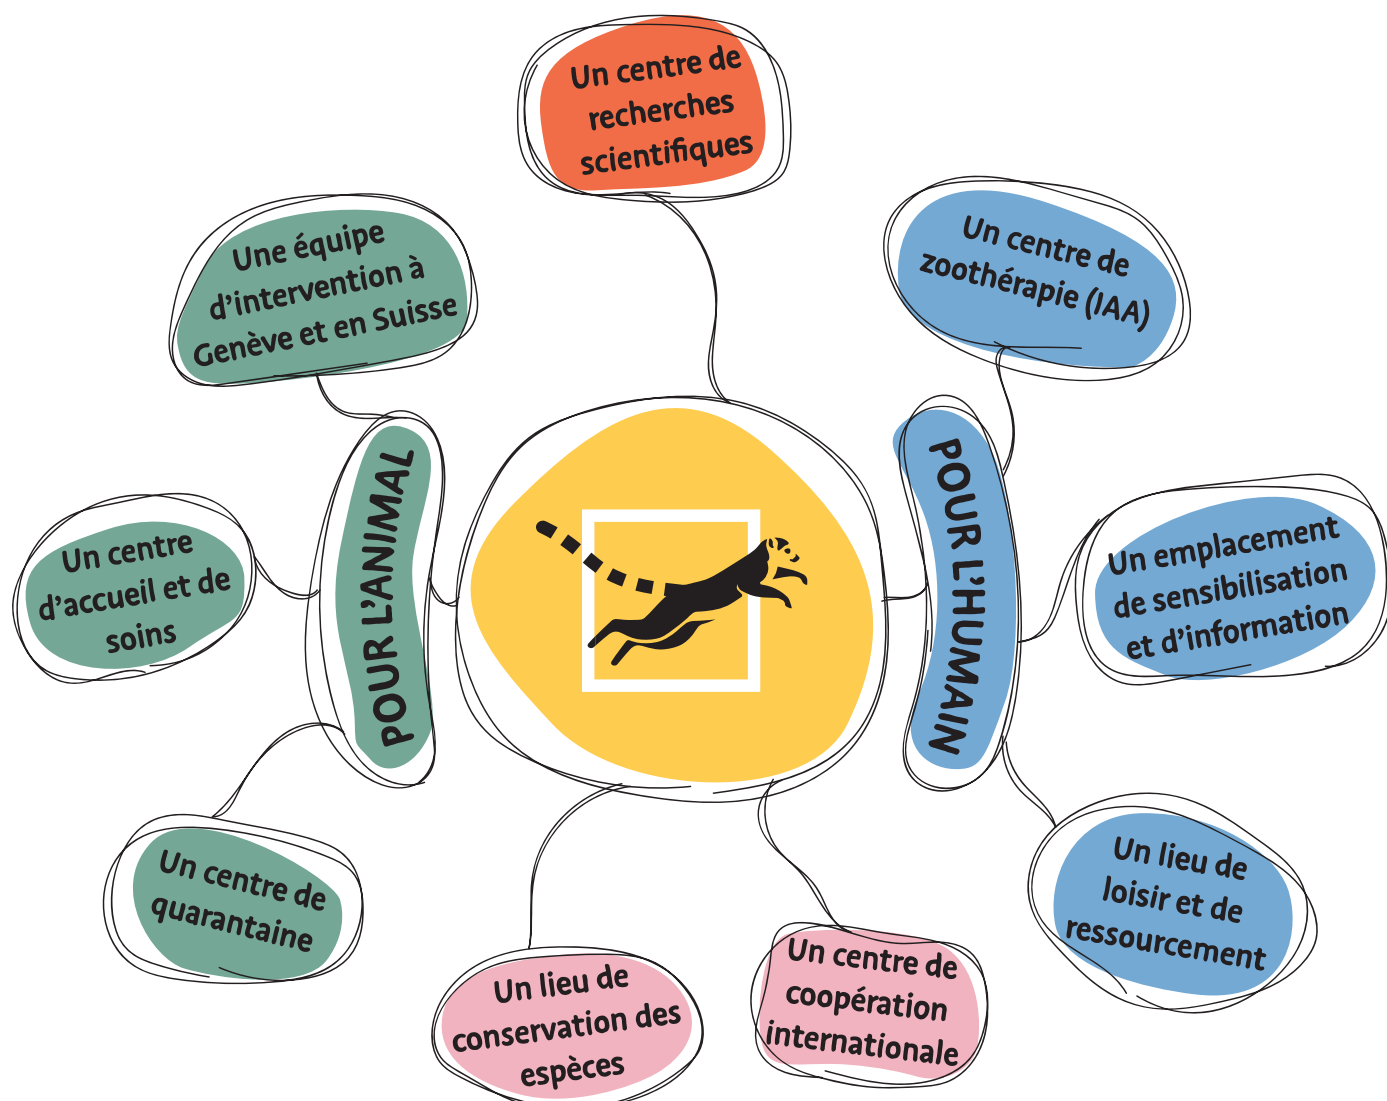 Un centre de
recherches
scientifiques
Une équipe
d’intervention à
Genève et en Suisse
Un centre de
zoothérapie (IAA)
POUR L’ANIMAL
POUR L’HUMAIN
Un centre
d’accueil et de
soins
Un emplacement
de sensibilisation
et d’information
Un centre de
quarantaine
Un lieu de
loisir et de
ressourcement
Un lieu de
conservation des
espèces
Un centre de
coopération
internationale